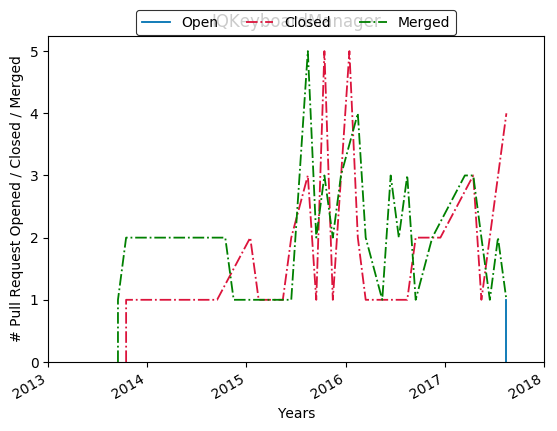 IQKeyboardManager
Open Closed Merged
# Pull Request Opened / Closed / Merged
5
4
3
2
1
0
2013 2014 2015 2016 2017 2018
Years